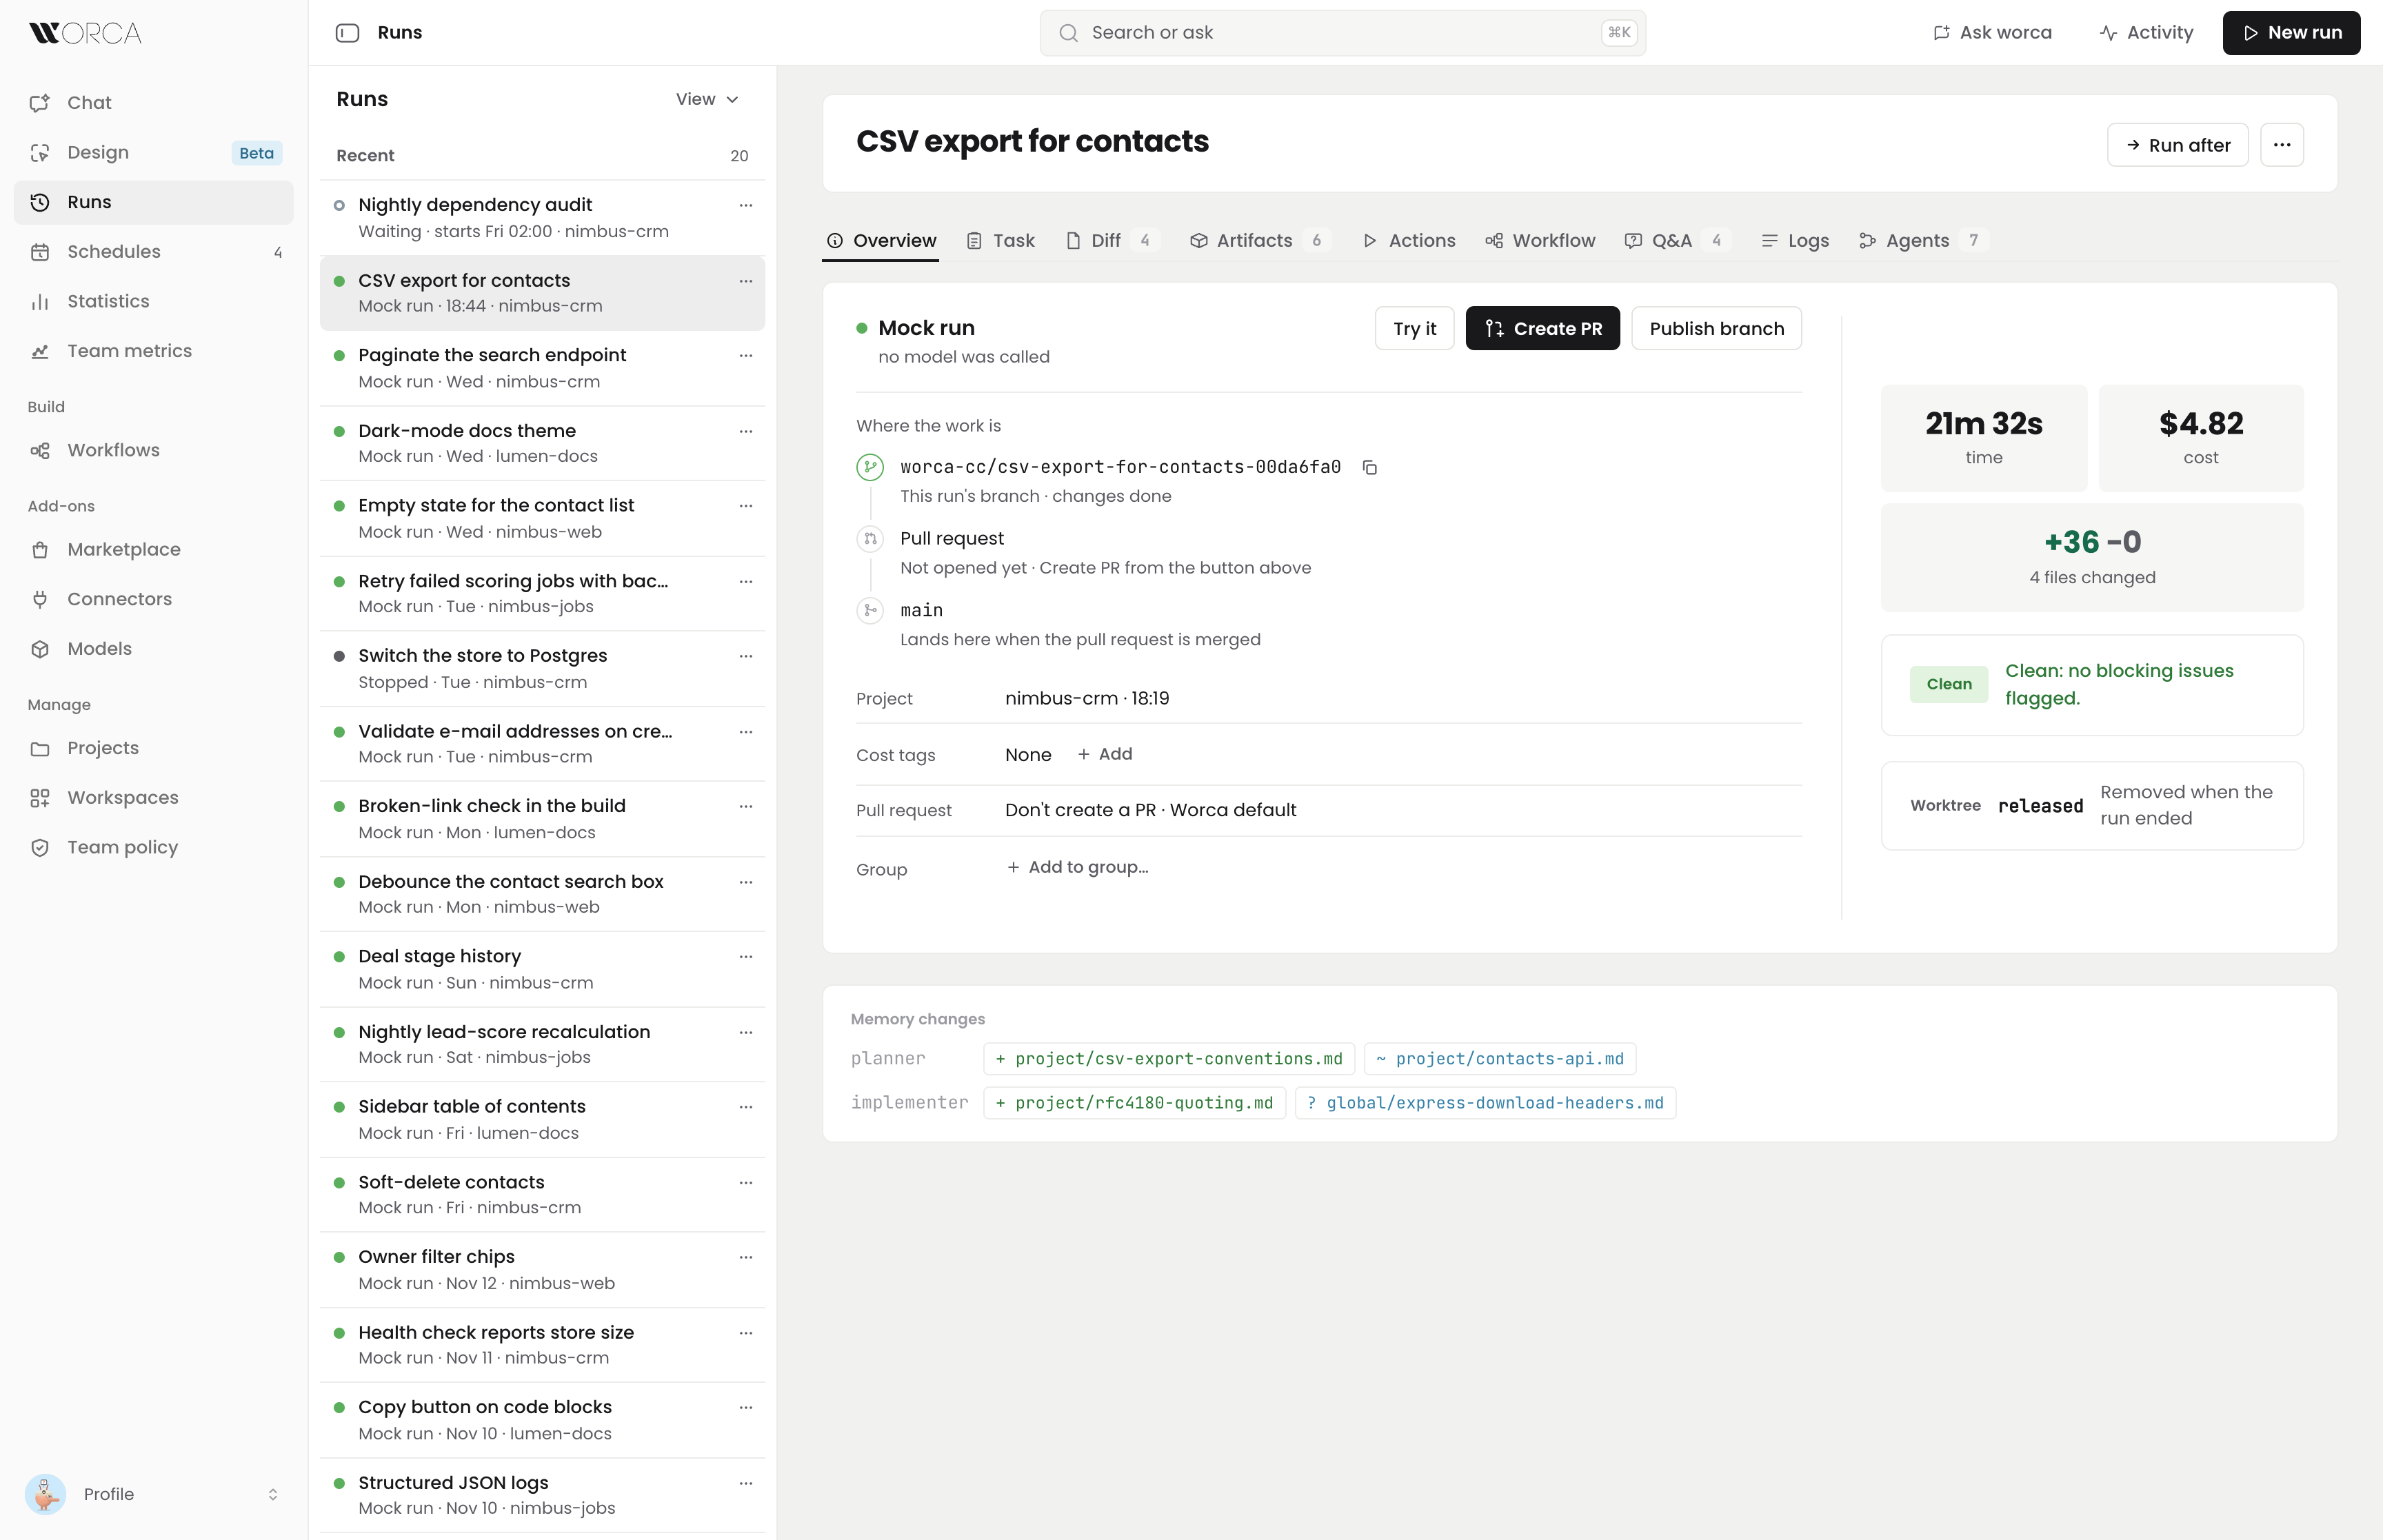 WORCA
Runs
Search or ask
⌘K
Ask worca
Activity
New run
Chat
Design
Beta
Runs
Schedules
4
Statistics
Team metrics
Build
Workflows
Add-ons
Marketplace
Connectors
Models
Manage
Projects
Workspaces
Team policy
Profile
Runs
View
Recent
20
Nightly dependency audit
Waiting · starts Fri 02:00 · nimbus-crm
CSV export for contacts
Mock run · 18:44 · nimbus-crm
Paginate the search endpoint
Mock run · Wed · nimbus-crm
Dark-mode docs theme
Mock run · Wed · lumen-docs
Empty state for the contact list
Mock run · Wed · nimbus-web
Retry failed scoring jobs with bac...
Mock run · Tue · nimbus-jobs
Switch the store to Postgres
Stopped · Tue · nimbus-crm
Validate e-mail addresses on cre...
Mock run · Tue · nimbus-crm
Broken-link check in the build
Mock run · Mon · lumen-docs
Debounce the contact search box
Mock run · Mon · nimbus-web
Deal stage history
Mock run · Sun · nimbus-crm
Nightly lead-score recalculation
Mock run · Sat · nimbus-jobs
Sidebar table of contents
Mock run · Fri · lumen-docs
Soft-delete contacts
Mock run · Fri · nimbus-crm
Owner filter chips
Mock run · Nov 12 · nimbus-web
Health check reports store size
Mock run · Nov 11 · nimbus-crm
Copy button on code blocks
Mock run · Nov 10 · lumen-docs
Structured JSON logs
Mock run · Nov 10 · nimbus-jobs
CSV export for contacts
Run after
Overview
Task
Diff 4
Artifacts 6
Actions
Workflow
Q&A 4
Logs
Agents 7
Mock run
no model was called
Try it
Create PR
Publish branch
Where the work is
worca-cc/csv-export-for-contacts-00da6fa0
This run's branch · changes done
Pull request
Not opened yet · Create PR from the button above
main
Lands here when the pull request is merged
Project nimbus-crm · 18:19
Cost tags None + Add
Pull request Don't create a PR · Worca default
Group + Add to group...
21m 32s
time
$4.82
cost
+36 −0
4 files changed
Clean
Clean: no blocking issues
flagged.
Worktree released
Removed when the
run ended
Memory changes
planner + project/csv-export-conventions.md ~ project/contacts-api.md
implementer + project/rfc4180-quoting.md ? global/express-download-headers.md